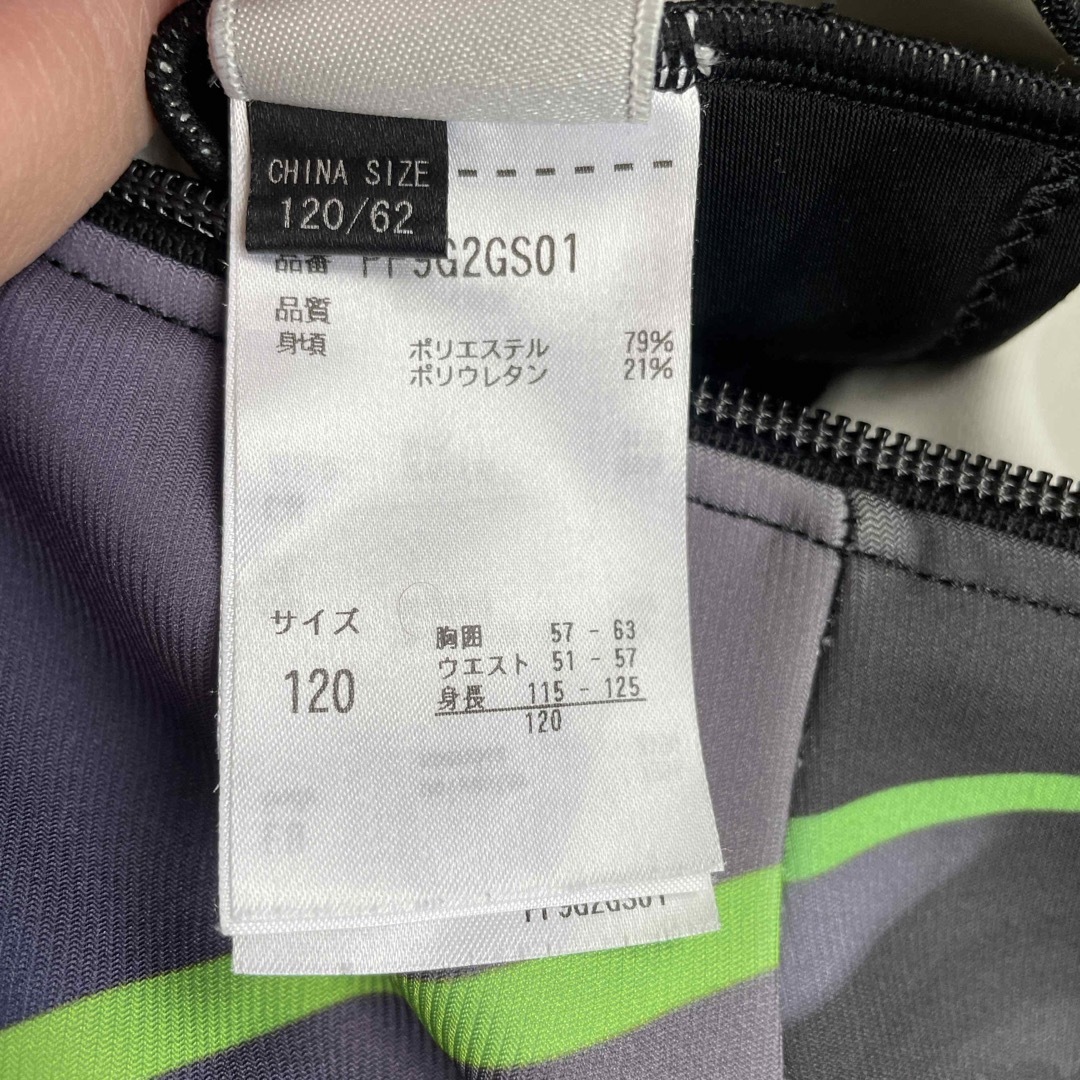 CHINA SIZE
120/62
品番 FF9G2GS01
品質
身頃
ポリエステル 79%
ポリウレタン 21%
サイズ
120
胸囲 57 - 63
ウエスト 51 - 57
身長 115 - 125
120